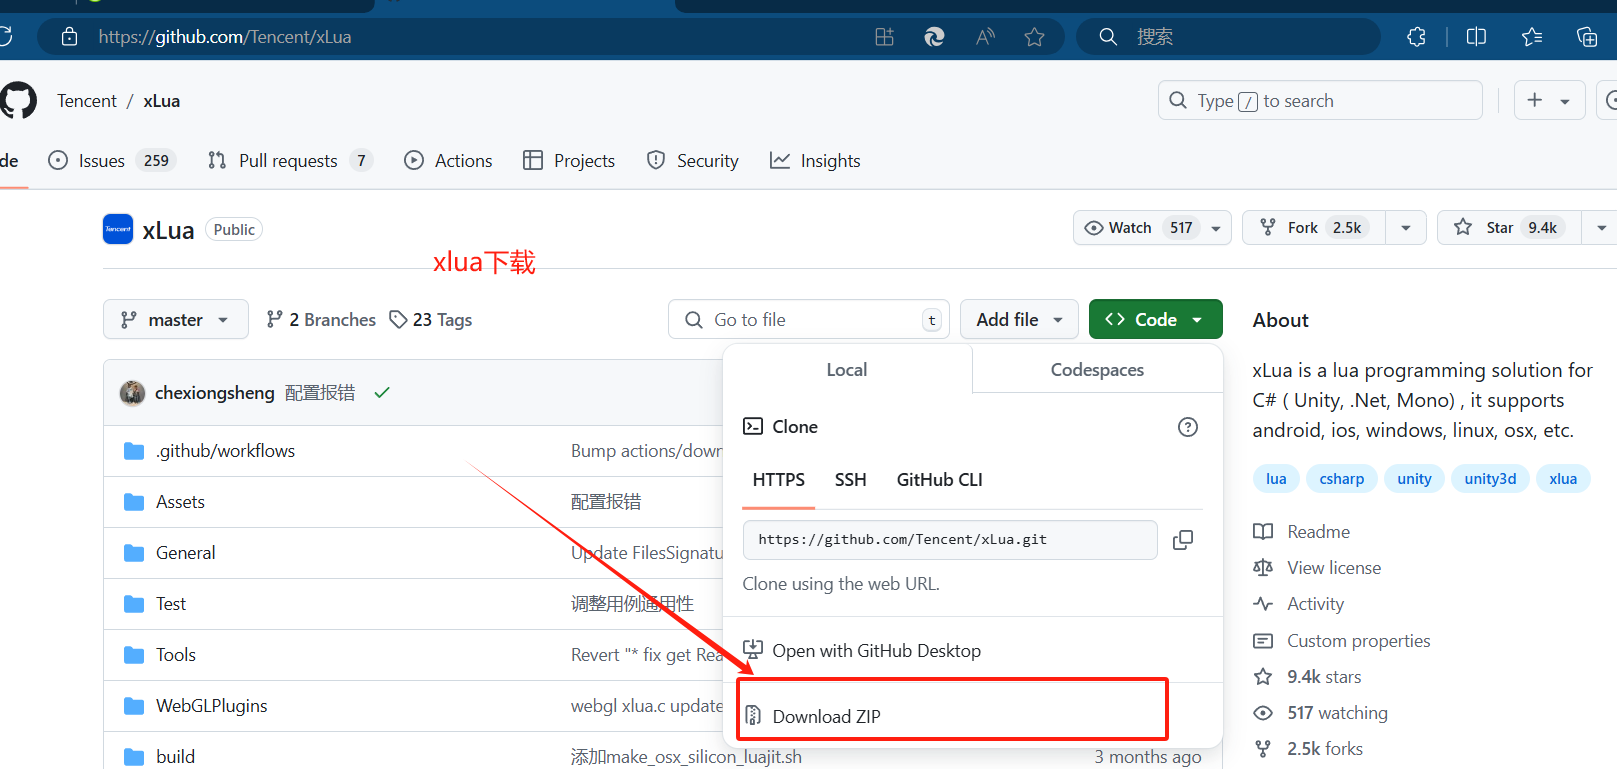 https://github.com/Tencent/xLua
搜索
Tencent / xLua
Type / to search
de
Issues 259
Pull requests 7
Actions
Projects
Security
Insights
Tencent
xLua Public
Watch 517
Fork 2.5k
Star 9.4k
xlua下载
master
2 Branches
23 Tags
Go to file t
Add file
Code
About
Local
Codespaces
xLua is a lua programming solution for
C# ( Unity, .Net, Mono) , it supports
android, ios, windows, linux, osx, etc.
chexiongsheng 配置报错
Clone
.github/workflows Bump actions/down
HTTPS SSH GitHub CLI
lua csharp unity unity3d xlua
Assets 配置报错
https://github.com/Tencent/xLua.git
Readme
General Update FilesSignatu
Clone using the web URL.
View license
Test 调整用例通用性
Activity
Tools Revert "* fix get Rea
Open with GitHub Desktop
Custom properties
9.4k stars
WebGLPlugins webgl xlua.c update
Download ZIP
517 watching
build 添加make_osx_silicon_luajit.sh 3 months ago
2.5k forks